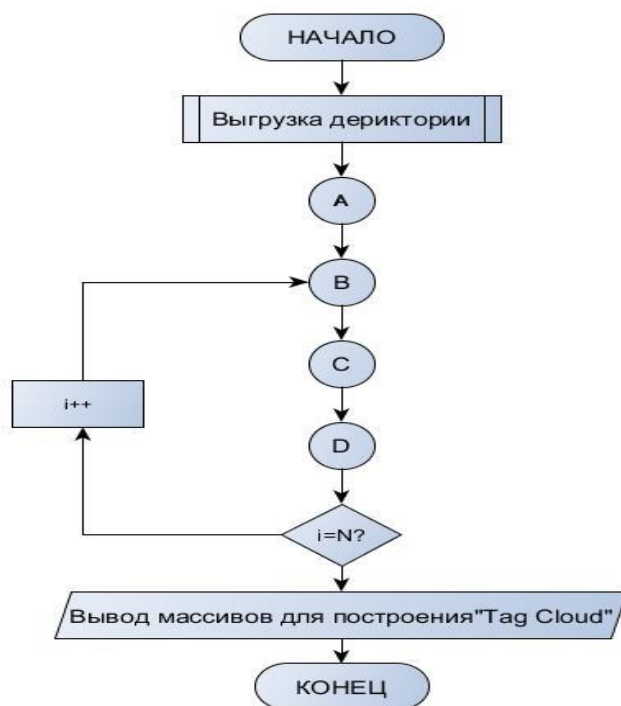 НАЧАЛО
Выгрузка дериктории
A
B
C
i++
D
i=N?
Вывод массивов для построения"Tag Cloud"
КОНЕЦ